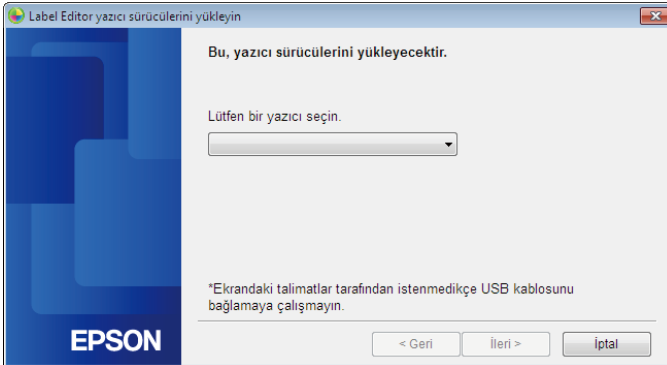 Label Editor yazıcı sürücülerini yükleyin
Bu, yazıcı sürücülerini yükleyecektir.
Lütfen bir yazıcı seçin.
*Ekrandaki talimatlar tarafından istenmedikçe USB kablosunu
bağlamaya çalışmayın.
EPSON
< Geri
İleri >
İptal